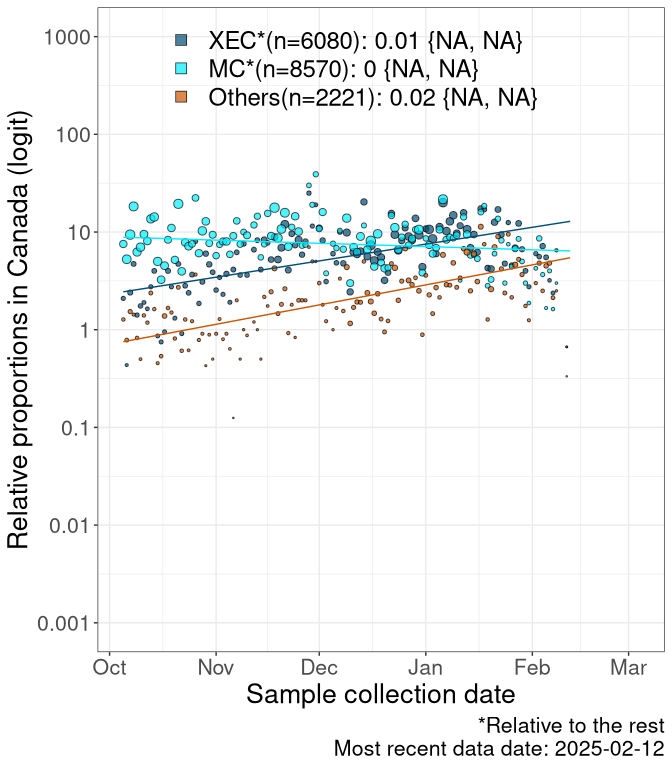 1000
100
10
1
0.1
0.01
0.001
Relative proportions in Canada (logit)
XEC*(n=6080): 0.01 {NA, NA}
MC*(n=8570): 0 {NA, NA}
Others(n=2221): 0.02 {NA, NA}
Oct Nov Dec Jan Feb Mar
Sample collection date
*Relative to the rest
Most recent data date: 2025-02-12